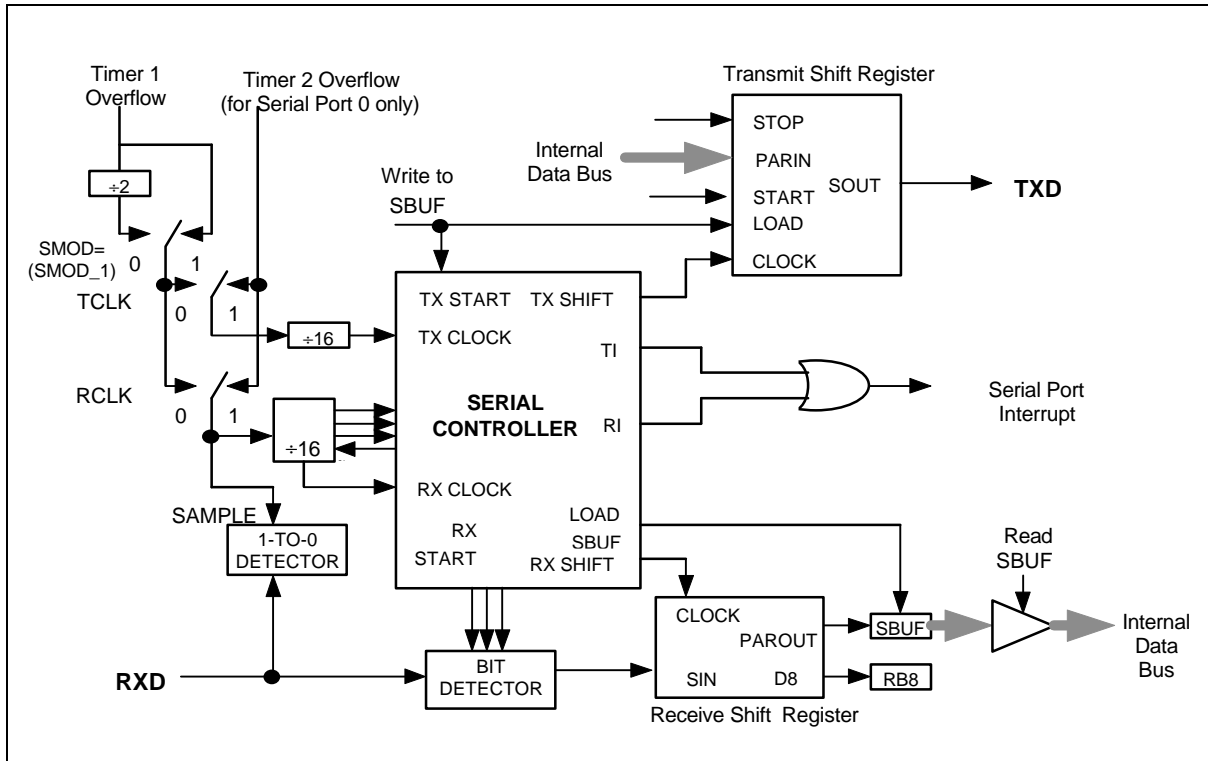 Timer 1
Overflow
Timer 2 Overflow
(for Serial Port 0 only)
÷2
SMOD=
(SMOD_1)
0
1
TCLK
0
1
RCLK
0
1
÷16
÷16
SAMPLE
1-TO-0
DETECTOR
RXD
Write to
SBUF
TX START
TX SHIFT
TX CLOCK
TI
SERIAL
CONTROLLER
RI
RX CLOCK
LOAD
SBUF
RX
START
RX SHIFT
BIT
DETECTOR
Transmit Shift Register
Internal
Data Bus
STOP
PARIN
START
LOAD
CLOCK
SOUT
TXD
Serial Port
Interrupt
CLOCK
PAROUT
SIN
D8
Receive Shift Register
SBUF
RB8
Read
SBUF
Internal
Data
Bus